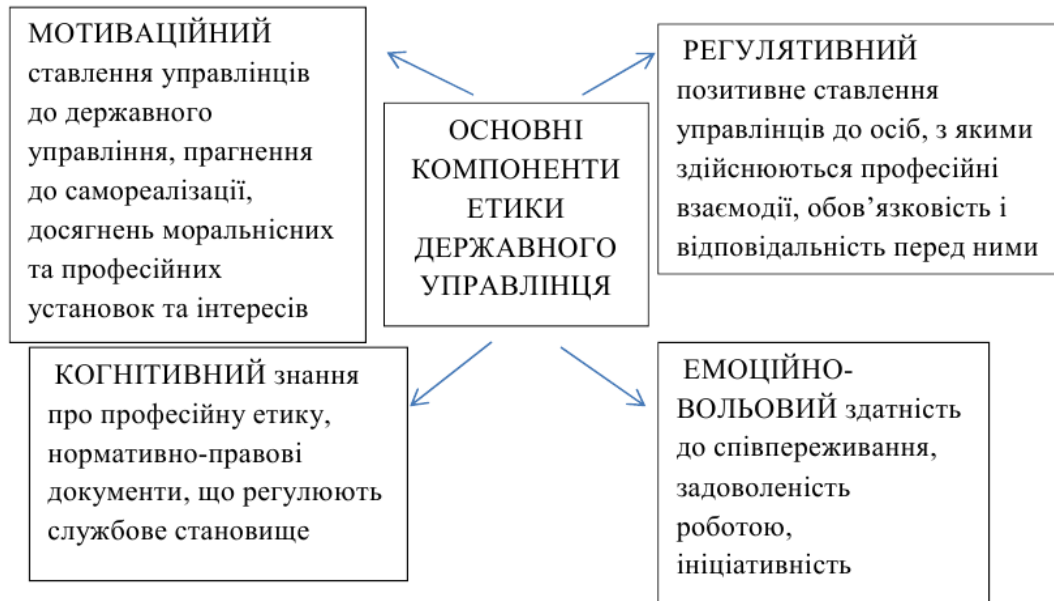 МОТИВАЦІЙНИЙ
ставлення управлінців
до державного
управління, прагнення
до самореалізації,
досягнень моральнісних
та професійних
установок та інтересів
РЕГУЛЯТИВНИЙ
позитивне ставлення
управлінців до осіб, з якими
здійснюються професійні
взаємодії, обов’язковість і
відповідальність перед ними
ОСНОВНІ
КОМПОНЕНТИ
ЕТИКИ
ДЕРЖАВНОГО
УПРАВЛІНЦЯ
КОГНІТИВНИЙ знання
про професійну етику,
нормативно-правові
документи, що регулюють
службове становище
ЕМОЦІЙНО-
ВОЛЬОВИЙ здатність
до співпереживання,
задоволеність
роботою,
ініціативність